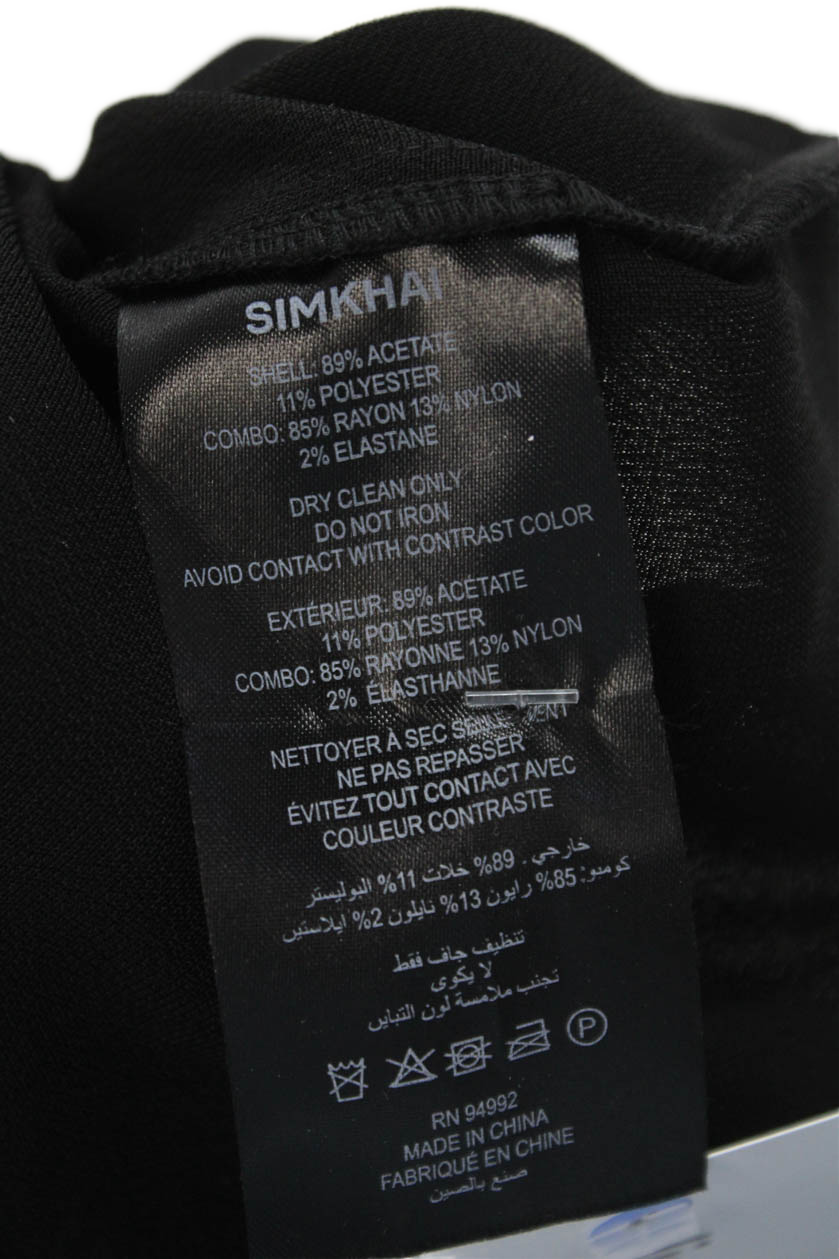 SIMKHAI
SHELL: 89% ACETATE
11% POLYESTER
COMBO: 85% RAYON 13% NYLON
2% ELASTANE
DRY CLEAN ONLY
DO NOT IRON
AVOID CONTACT WITH CONTRAST COLOR
EXTÉRIEUR: 89% ACÉTATE
11% POLYESTER
COMBO: 85% RAYONNE 13% NYLON
2% ÉLASTHANNE
NETTOYER À SEC
NE PAS REPASSER
ÉVITEZ TOUT CONTACT AVEC
COULEUR CONTRASTE
خارجي. 89% خلات 11% البوليستر
كومبو: 85% رايون 13% نايلون 2% ايلاستين
تنظيف جاف فقط
لا يكوى
تجنب ملامسة لون التباين
P
RN 94992
MADE IN CHINA
FABRIQUÉ EN CHINE
صنع بالصين